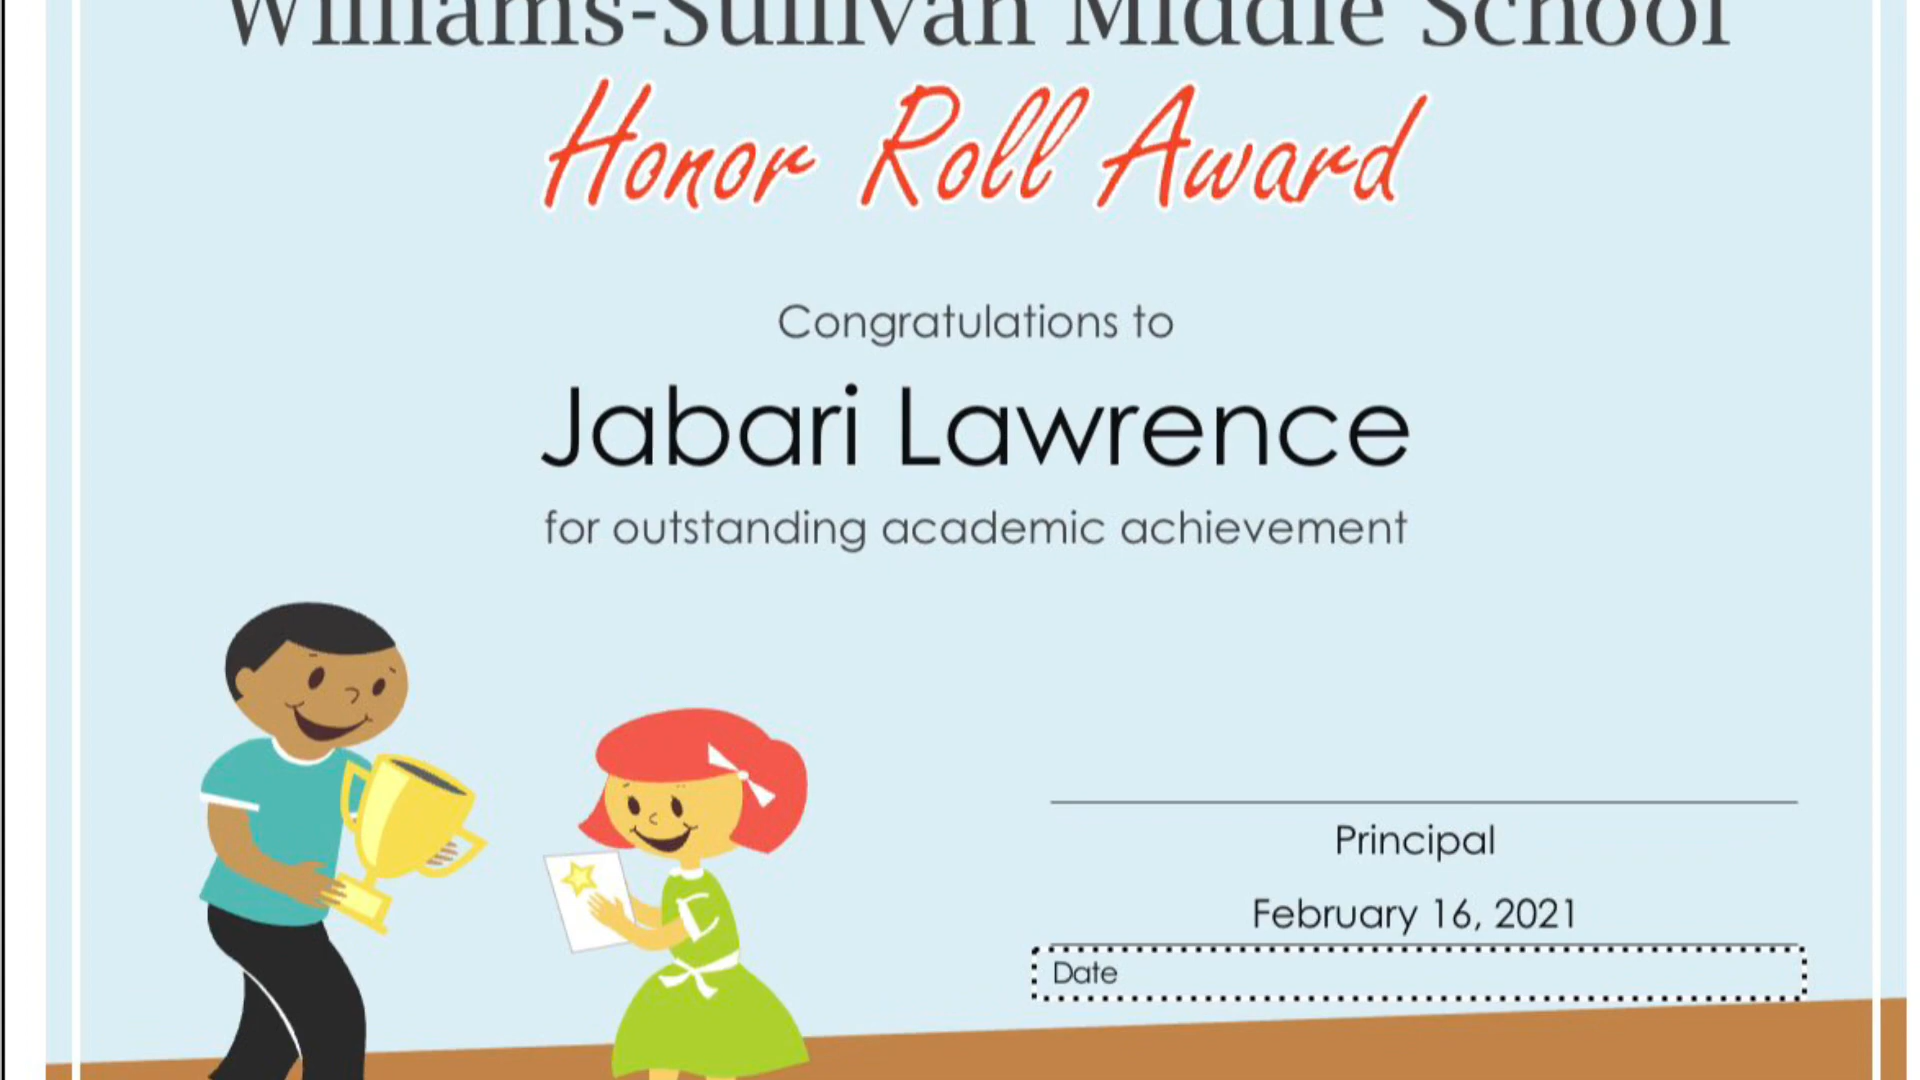 Williams-Sullivan Middle School
Honor Roll Award
Congratulations to
Jabari Lawrence
for outstanding academic achievement
Principal
February 16, 2021
Date